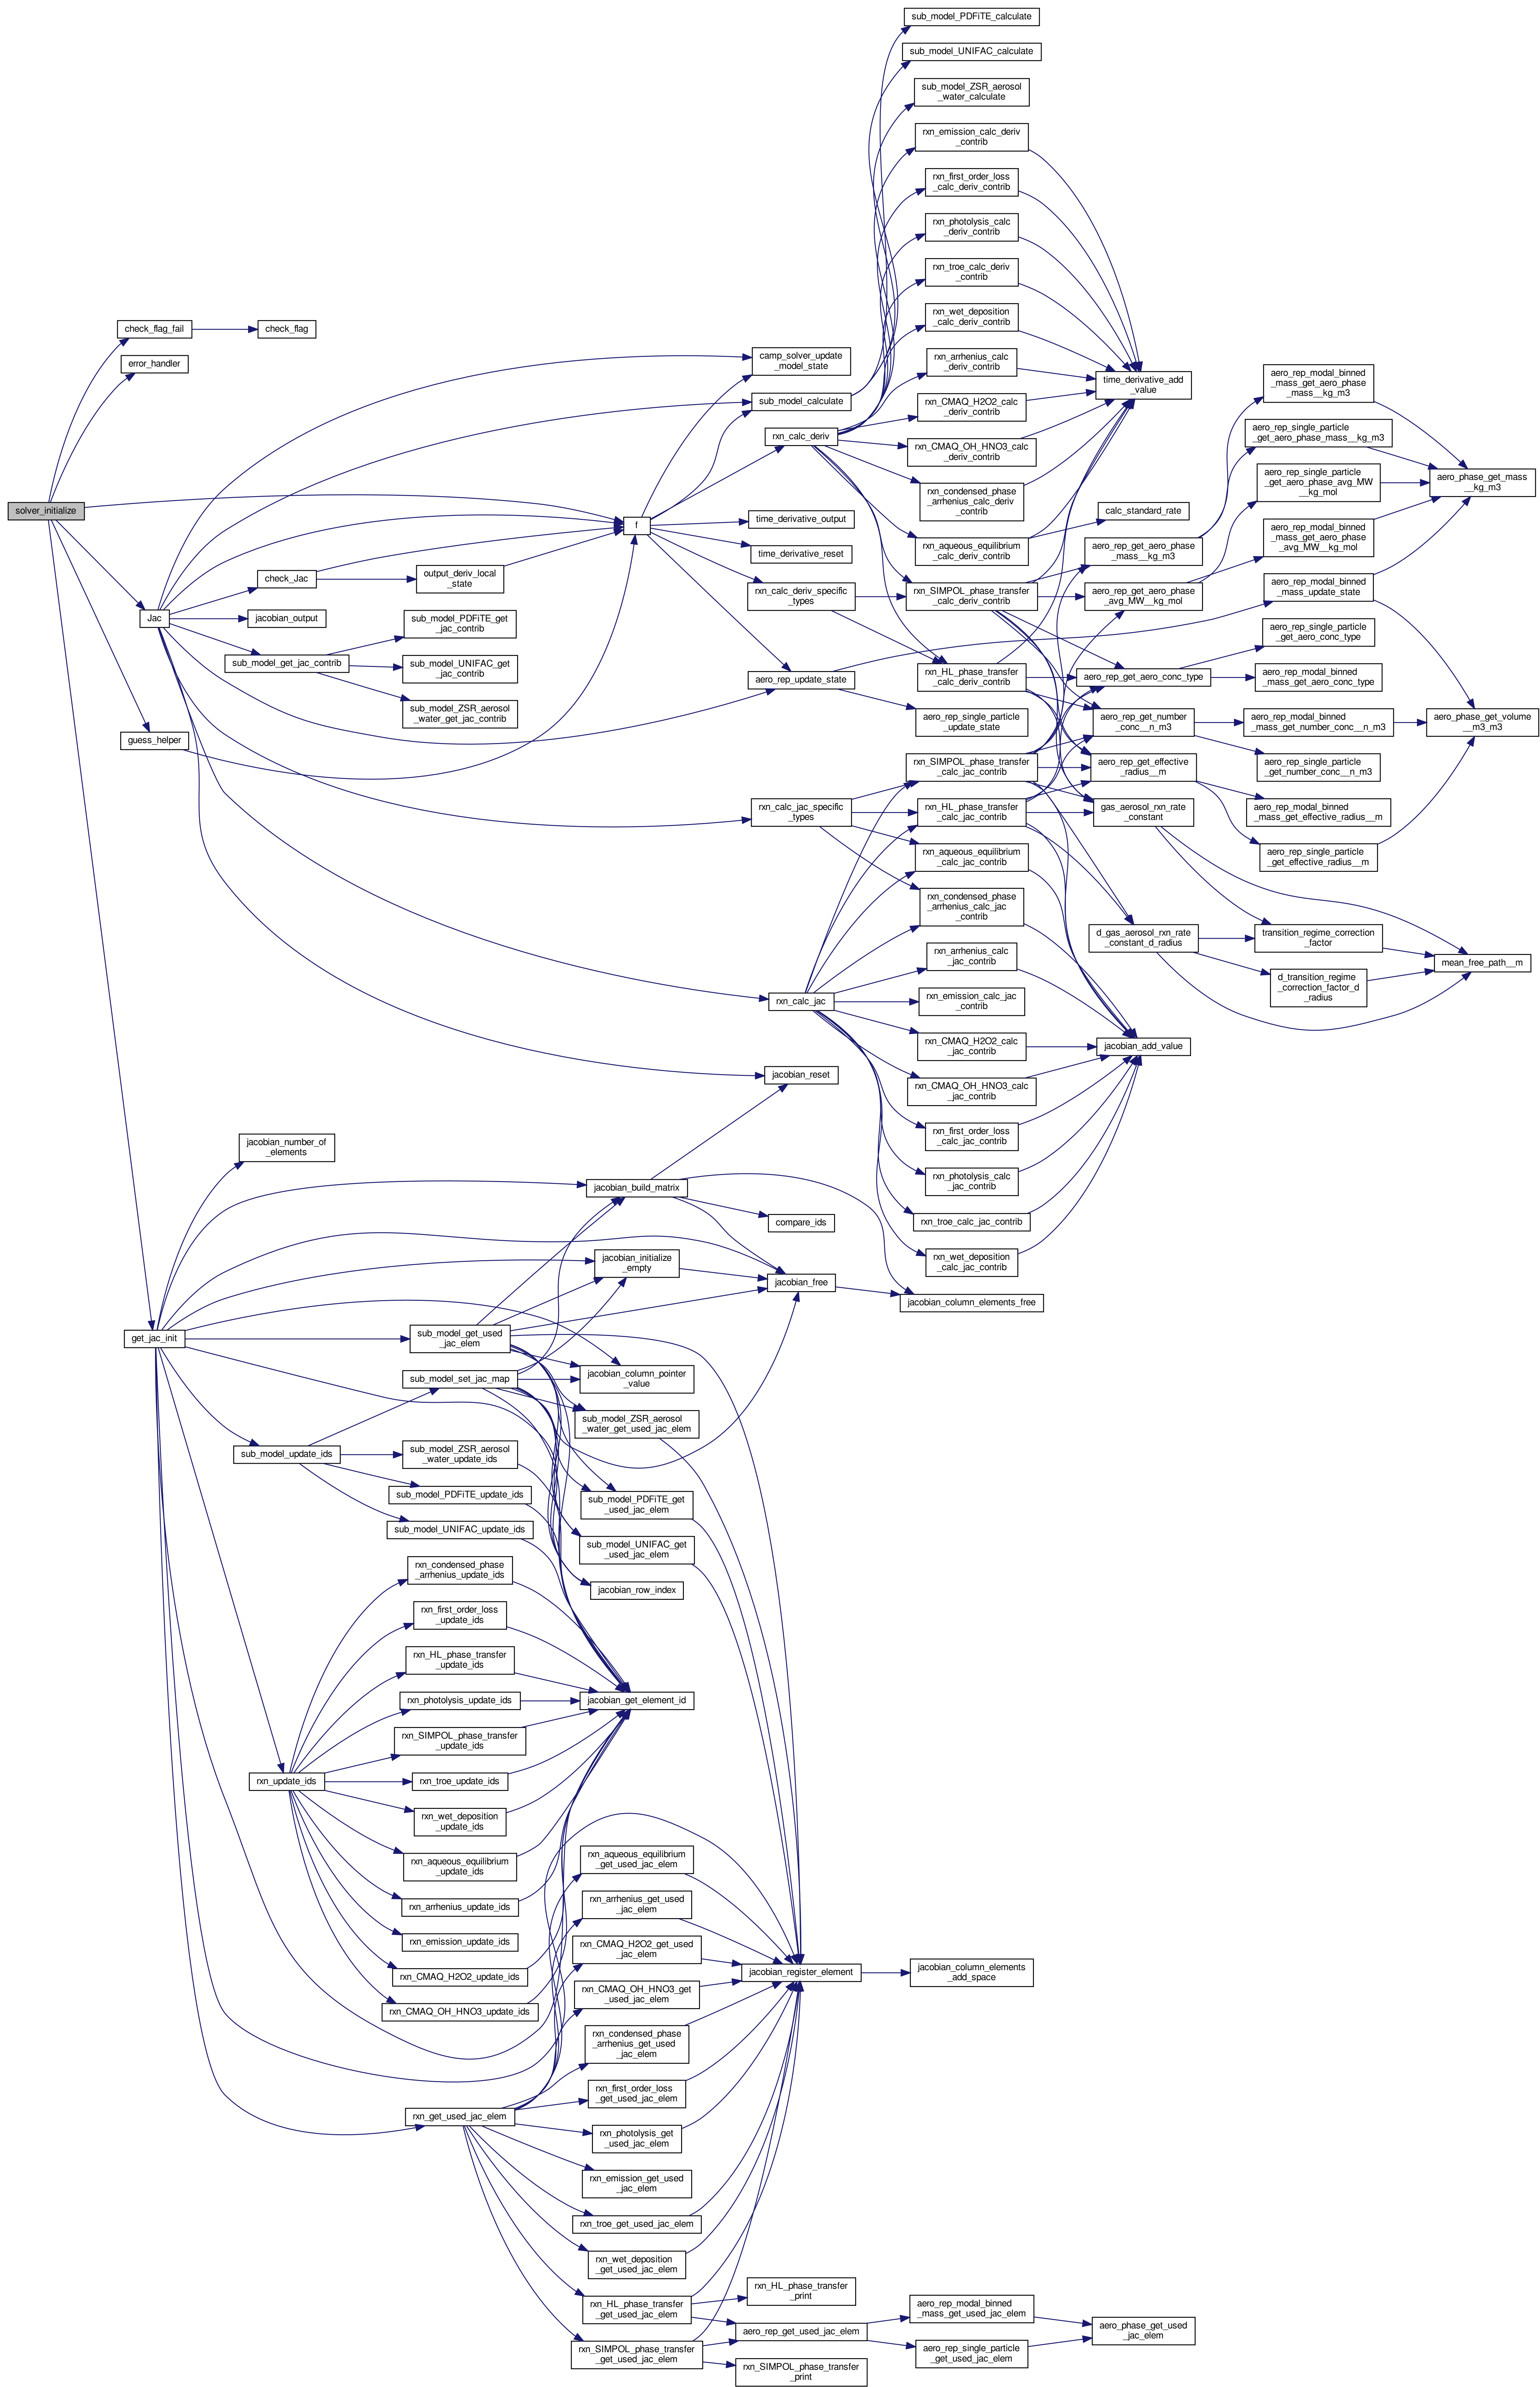 sub_model_PDFiTE_calculate
sub_model_UNIFAC_calculate
sub_model_ZSR_aerosol
_water_calculate
rxn_emission_calc_deriv
_contrib
rxn_first_order_loss
_calc_deriv_contrib
rxn_photolysis_calc
_deriv_contrib
rxn_troe_calc_deriv
_contrib
rxn_wet_deposition
_calc_deriv_contrib
rxn_arrhenius_calc
_deriv_contrib
rxn_CMAQ_H2O2_calc
_deriv_contrib
rxn_CMAQ_OH_HNO3_calc
_deriv_contrib
rxn_condensed_phase
_arrhenius_calc_deriv
_contrib
rxn_aqueous_equilibrium
_calc_deriv_contrib
rxn_SIMPOL_phase_transfer
_calc_deriv_contrib
rxn_HL_phase_transfer
_calc_deriv_contrib
aero_rep_single_particle
_update_state
rxn_SIMPOL_phase_transfer
_calc_jac_contrib
rxn_HL_phase_transfer
_calc_jac_contrib
rxn_aqueous_equilibrium
_calc_jac_contrib
rxn_condensed_phase
_arrhenius_calc_jac
_contrib
rxn_arrhenius_calc
_jac_contrib
rxn_emission_calc_jac
_contrib
rxn_CMAQ_H2O2_calc
_jac_contrib
rxn_CMAQ_OH_HNO3_calc
_jac_contrib
rxn_first_order_loss
_calc_jac_contrib
rxn_photolysis_calc
_jac_contrib
rxn_troe_calc_jac_contrib
rxn_wet_deposition
_calc_jac_contrib
jacobian_column_elements_free
time_derivative_add
_value
calc_standard_rate
aero_rep_get_aero_phase
_mass__kg_m3
aero_rep_get_aero_phase
_avg_MW__kg_mol
aero_rep_get_aero_conc_type
aero_rep_get_number
_conc__n_m3
aero_rep_get_effective
_radius__m
gas_aerosol_rxn_rate
_constant
d_gas_aerosol_rxn_rate
_constant_d_radius
jacobian_add_value
aero_rep_modal_binned
_mass_get_aero_phase
_mass__kg_m3
aero_rep_single_particle
_get_aero_phase_mass__kg_m3
aero_rep_single_particle
_get_aero_phase_avg_MW
__kg_mol
aero_rep_modal_binned
_mass_get_aero_phase
_avg_MW__kg_mol
aero_rep_modal_binned
_mass_update_state
aero_rep_single_particle
_get_aero_conc_type
aero_rep_modal_binned
_mass_get_aero_conc_type
aero_rep_modal_binned
_mass_get_number_conc__n_m3
aero_rep_single_particle
_get_number_conc__n_m3
aero_rep_modal_binned
_mass_get_effective_radius__m
aero_rep_single_particle
_get_effective_radius__m
transition_regime_correction
_factor
d_transition_regime
_correction_factor_d
_radius
aero_phase_get_mass
__kg_m3
aero_phase_get_volume
__m3_m3
mean_free_path__m
check_flag_fail
check_flag
error_handler
solver_initialize
camp_solver_update
_model_state
sub_model_calculate
rxn_calc_deriv
f
time_derivative_output
time_derivative_reset
rxn_calc_deriv_specific
_types
aero_rep_update_state
check_Jac
output_deriv_local
_state
Jac
jacobian_output
sub_model_get_jac_contrib
sub_model_PDFiTE_get
_jac_contrib
sub_model_UNIFAC_get
_jac_contrib
sub_model_ZSR_aerosol
_water_get_jac_contrib
guess_helper
rxn_calc_jac_specific
_types
rxn_calc_jac
jacobian_reset
jacobian_number_of
_elements
jacobian_build_matrix
compare_ids
jacobian_initialize
_empty
jacobian_free
get_jac_init
sub_model_get_used
_jac_elem
sub_model_set_jac_map
jacobian_column_pointer
_value
sub_model_ZSR_aerosol
_water_get_used_jac_elem
sub_model_update_ids
sub_model_ZSR_aerosol
_water_update_ids
sub_model_PDFiTE_update_ids
sub_model_UNIFAC_update_ids
sub_model_PDFiTE_get
_used_jac_elem
sub_model_UNIFAC_get
_used_jac_elem
jacobian_row_index
rxn_condensed_phase
_arrhenius_update_ids
rxn_first_order_loss
_update_ids
rxn_HL_phase_transfer
_update_ids
rxn_photolysis_update_ids
rxn_SIMPOL_phase_transfer
_update_ids
rxn_update_ids
rxn_troe_update_ids
rxn_wet_deposition
_update_ids
rxn_aqueous_equilibrium
_update_ids
rxn_arrhenius_update_ids
rxn_emission_update_ids
rxn_CMAQ_H2O2_update_ids
rxn_CMAQ_OH_HNO3_update_ids
jacobian_get_element_id
rxn_aqueous_equilibrium
_get_used_jac_elem
rxn_arrhenius_get_used
_jac_elem
rxn_CMAQ_H2O2_get_used
_jac_elem
rxn_CMAQ_OH_HNO3_get
_used_jac_elem
rxn_condensed_phase
_arrhenius_get_used
_jac_elem
jacobian_register_element
jacobian_column_elements
_add_space
rxn_get_used_jac_elem
rxn_first_order_loss
_get_used_jac_elem
rxn_photolysis_get
_used_jac_elem
rxn_emission_get_used
_jac_elem
rxn_troe_get_used_jac_elem
rxn_wet_deposition
_get_used_jac_elem
rxn_HL_phase_transfer
_get_used_jac_elem
rxn_SIMPOL_phase_transfer
_get_used_jac_elem
rxn_HL_phase_transfer
_print
aero_rep_get_used_jac_elem
rxn_SIMPOL_phase_transfer
_print
aero_rep_modal_binned
_mass_get_used_jac_elem
aero_rep_single_particle
_get_used_jac_elem
aero_phase_get_used
_jac_elem